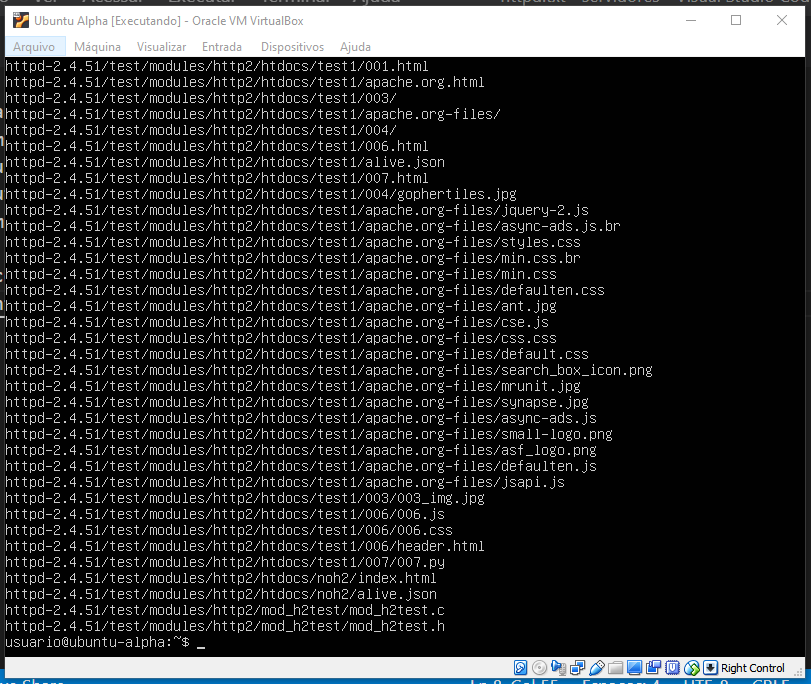 Ubuntu Alpha [Executando] - Oracle VM VirtualBox
Arquivo Máquina Visualizar Entrada Dispositivos Ajuda
httpd-2.4.51/test/modules/http2/htdocs/test1/001.html
httpd-2.4.51/test/modules/http2/htdocs/test1/apache.org.html
httpd-2.4.51/test/modules/http2/htdocs/test1/003/
httpd-2.4.51/test/modules/http2/htdocs/test1/apache.org-files/
httpd-2.4.51/test/modules/http2/htdocs/test1/004/
httpd-2.4.51/test/modules/http2/htdocs/test1/006.html
httpd-2.4.51/test/modules/http2/htdocs/test1/alive.json
httpd-2.4.51/test/modules/http2/htdocs/test1/007.html
httpd-2.4.51/test/modules/http2/htdocs/test1/004/gophertiles.jpg
httpd-2.4.51/test/modules/http2/htdocs/test1/apache.org-files/jquery-2.js
httpd-2.4.51/test/modules/http2/htdocs/test1/apache.org-files/async-ads.js.br
httpd-2.4.51/test/modules/http2/htdocs/test1/apache.org-files/styles.css
httpd-2.4.51/test/modules/http2/htdocs/test1/apache.org-files/min.css.br
httpd-2.4.51/test/modules/http2/htdocs/test1/apache.org-files/min.css
httpd-2.4.51/test/modules/http2/htdocs/test1/apache.org-files/defaulten.css
httpd-2.4.51/test/modules/http2/htdocs/test1/apache.org-files/ant.jpg
httpd-2.4.51/test/modules/http2/htdocs/test1/apache.org-files/cse.js
httpd-2.4.51/test/modules/http2/htdocs/test1/apache.org-files/css.css
httpd-2.4.51/test/modules/http2/htdocs/test1/apache.org-files/default.css
httpd-2.4.51/test/modules/http2/htdocs/test1/apache.org-files/search_box_icon.png
httpd-2.4.51/test/modules/http2/htdocs/test1/apache.org-files/mrunit.jpg
httpd-2.4.51/test/modules/http2/htdocs/test1/apache.org-files/synapse.jpg
httpd-2.4.51/test/modules/http2/htdocs/test1/apache.org-files/async-ads.js
httpd-2.4.51/test/modules/http2/htdocs/test1/apache.org-files/small-logo.png
httpd-2.4.51/test/modules/http2/htdocs/test1/apache.org-files/asf_logo.png
httpd-2.4.51/test/modules/http2/htdocs/test1/apache.org-files/defaulten.js
httpd-2.4.51/test/modules/http2/htdocs/test1/apache.org-files/jsapi.js
httpd-2.4.51/test/modules/http2/htdocs/test1/003/003_img.jpg
httpd-2.4.51/test/modules/http2/htdocs/test1/006/006.js
httpd-2.4.51/test/modules/http2/htdocs/test1/006/006.css
httpd-2.4.51/test/modules/http2/htdocs/test1/006/header.html
httpd-2.4.51/test/modules/http2/htdocs/test1/007/007.py
httpd-2.4.51/test/modules/http2/htdocs/noh2/index.html
httpd-2.4.51/test/modules/http2/htdocs/noh2/alive.json
httpd-2.4.51/test/modules/http2/mod_h2test/mod_h2test.c
httpd-2.4.51/test/modules/http2/mod_h2test/mod_h2test.h
usuario@ubuntu-alpha:~$ _
Right Control